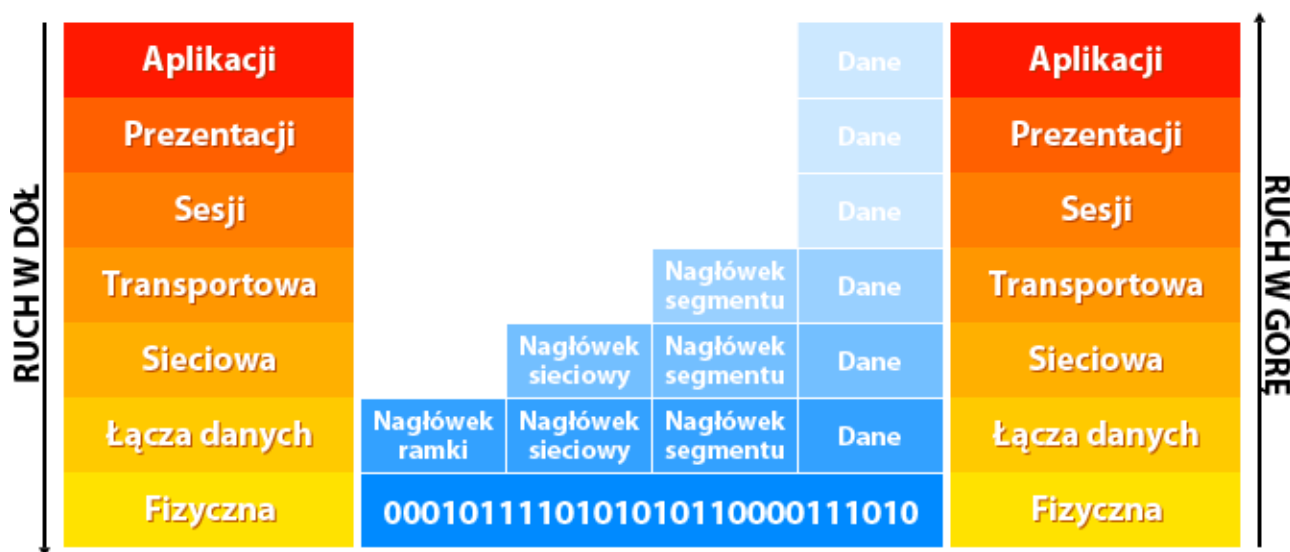 RUCH W DÓŁ
Aplikacji
Dane
Aplikacji
Prezentacji
Dane
Prezentacji
Sesji
Dane
Sesji
Transportowa
Nagłówek
segmentu
Dane
Transportowa
Sieciowa
Nagłówek
sieciowy
Nagłówek
segmentu
Dane
Sieciowa
Łącza danych
Nagłówek
ramki
Nagłówek
sieciowy
Nagłówek
segmentu
Dane
Łącza danych
Fizyczna
0001011110101010110000111010
Fizyczna
RUCH W GÓRĘ